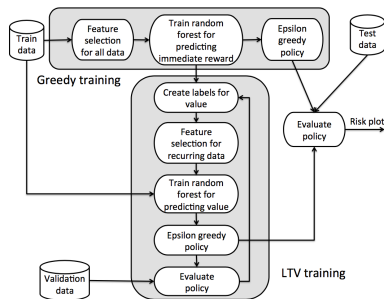 Train
data
Feature
selection
for all data
Train random
forest for
predicting
immediate reward
Epsilon
greedy
policy
Test
data
Greedy training
Create labels for
value
Feature
selection for
recurring data
Train random
forest for
predicting value
Epsilon greedy
policy
Evaluate
policy
Validation
data
LTV training
Evaluate
policy
Risk plot